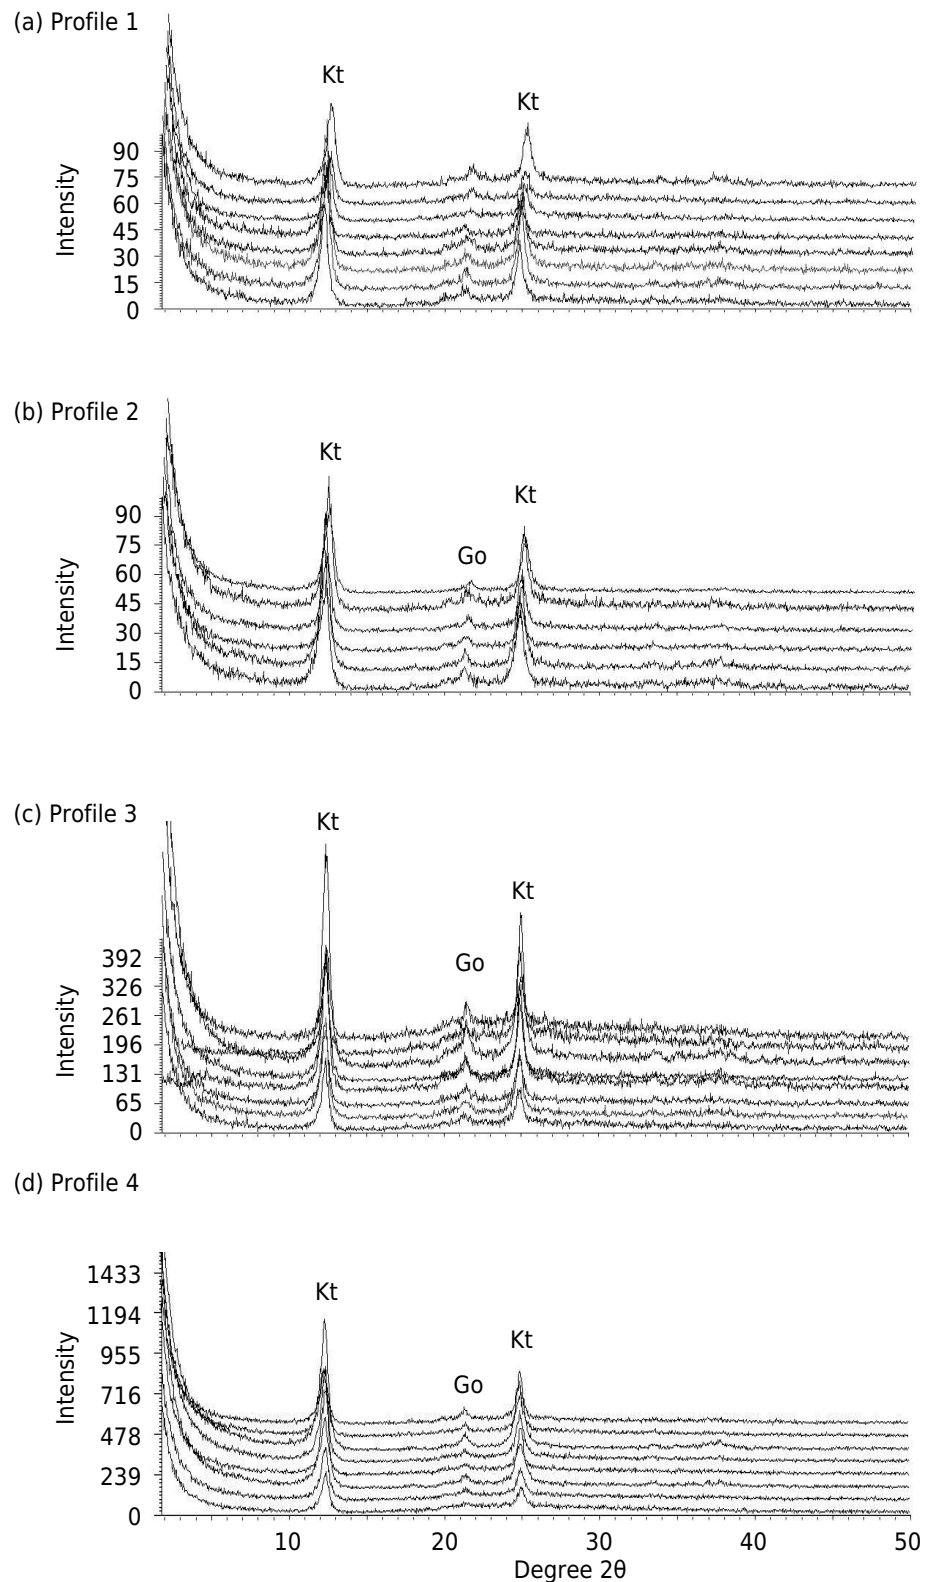 (a) Profile 1
Kt
Kt
90
75
60
45
30
15
0
Intensity
(b) Profile 2
Kt
Kt
Go
90
75
60
45
30
15
0
Intensity
(c) Profile 3
Kt
Kt
Go
392
326
261
196
131
65
0
Intensity
(d) Profile 4
Kt
Kt
Go
1433
1194
955
716
478
239
0
Intensity
10 20 30 40 50
Degree 2θ